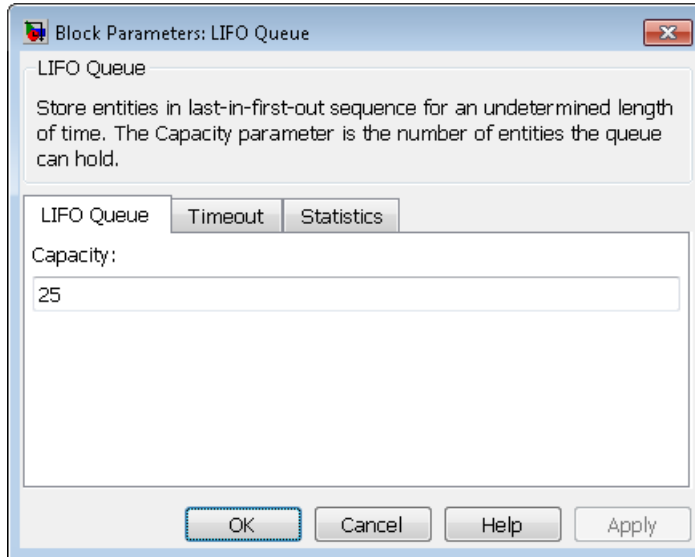 Block Parameters: LIFO Queue
LIFO Queue
Store entities in last-in-first-out sequence for an undetermined length
of time. The Capacity parameter is the number of entities the queue
can hold.
LIFO Queue Timeout Statistics
Capacity:
25
OK Cancel Help Apply